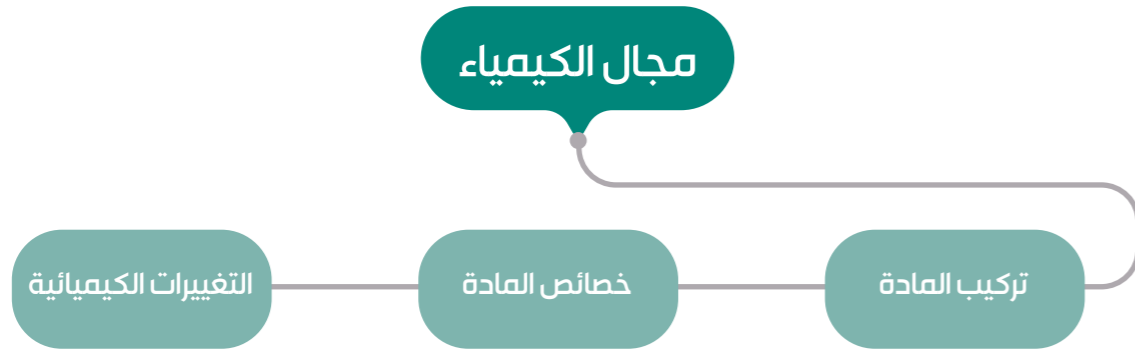 مجال الكيمياء
تركيب المادة
خصائص المادة
التغييرات الكيميائية